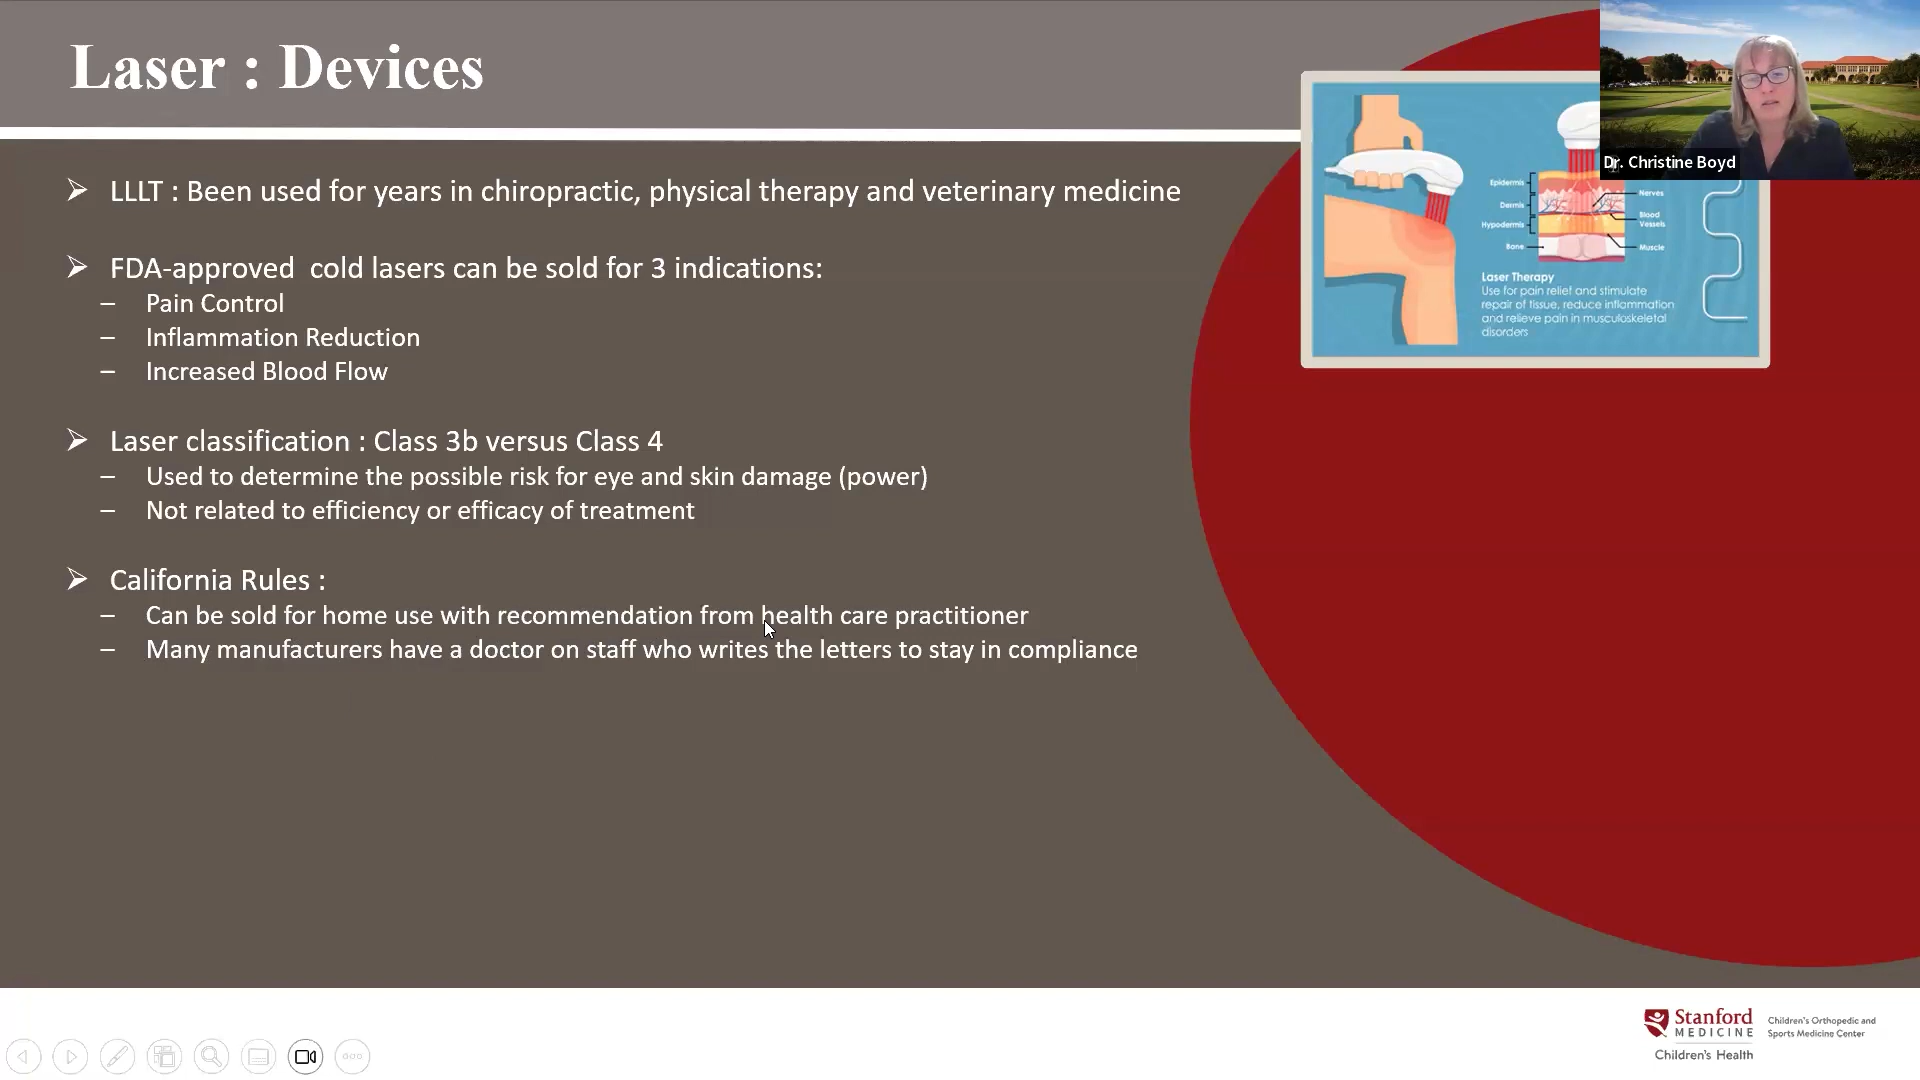 Laser : Devices
LLLT : Been used for years in chiropractic, physical therapy and veterinary medicine
FDA-approved  cold lasers can be sold for 3 indications:
– Pain Control
– Inflammation Reduction
– Increased Blood Flow
Laser classification : Class 3b versus Class 4
– Used to determine the possible risk for eye and skin damage (power)
– Not related to efficiency or efficacy of treatment
California Rules :
– Can be sold for home use with recommendation from health care practitioner
– Many manufacturers have a doctor on staff who writes the letters to stay in compliance
Dr. Christine Boyd
Epidermis
Dermis
Hypodermis
Bone
Nerves
Blood
Vessels
Muscle
Laser Therapy
Use for pain relief and stimulate
repair of tissue, reduce inflammation
and relieve pain in musculoskeletal
disorders
Stanford
MEDICINE
Children's Health
Children's Orthopedic and
Sports Medicine Center